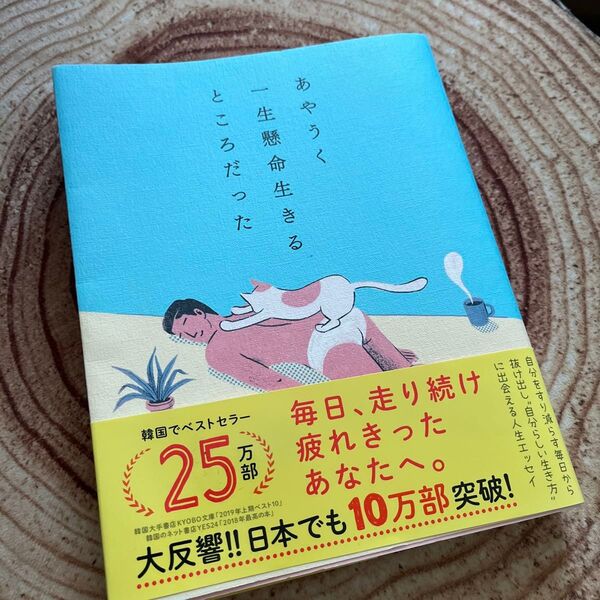 あやうく
一生懸命生きる
ところだった
韓国でベストセラー
25万部
韓国大手書店KYOBO文庫「2019年上期ベスト10」
韓国のネット書店YES24「2018年最高の本」
毎日、走り続け
疲れきった
あなたへ。
自分をすり減らす毎日から
抜け出し、“自分らしい生き方”
に出会える人生エッセイ
大反響!!日本でも10万部突破!